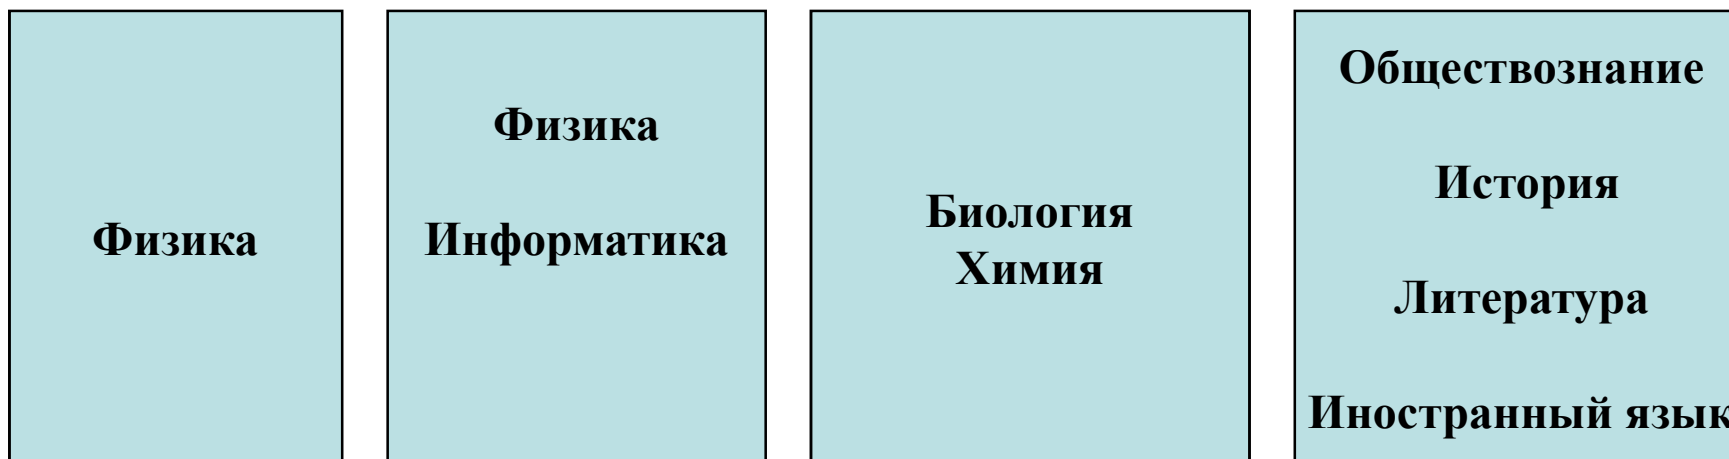 Физика
Физика
Информатика
Биология
Химия
Обществознание
История
Литература
Иностранный язык